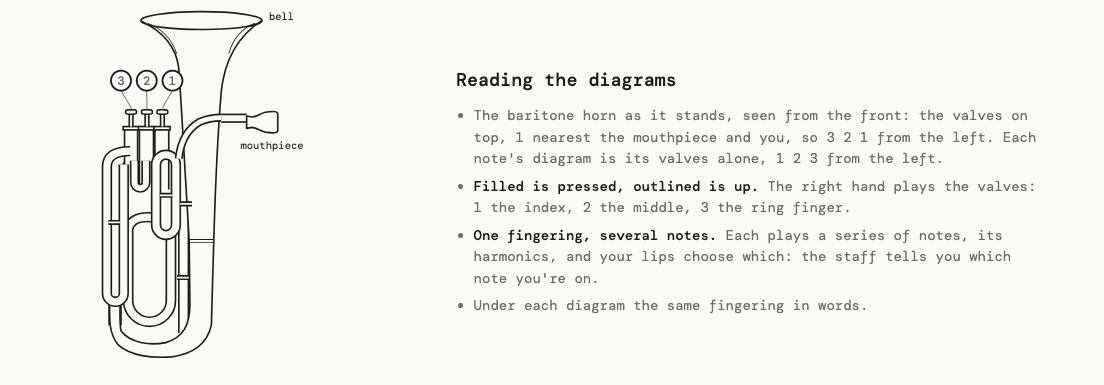 bell
3 2 1
mouthpiece
Reading the diagrams
• The baritone horn as it stands, seen from the front: the valves on
top, 1 nearest the mouthpiece and you, so 3 2 1 from the left. Each
note's diagram is its valves alone, 1 2 3 from the left.
• Filled is pressed, outlined is up. The right hand plays the valves:
1 the index, 2 the middle, 3 the ring finger.
• One fingering, several notes. Each plays a series of notes, its
harmonics, and your lips choose which: the staff tells you which
note you're on.
• Under each diagram the same fingering in words.